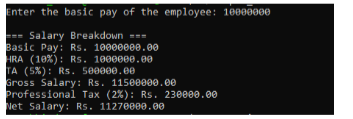 Enter the basic pay of the employee: 10000000
=== Salary Breakdown ===
Basic Pay: Rs. 10000000.00
HRA (10%): Rs. 1000000.00
TA (5%): Rs. 500000.00
Gross Salary: Rs. 11500000.00
Professional Tax (2%): Rs. 230000.00
Net Salary: Rs. 11270000.00